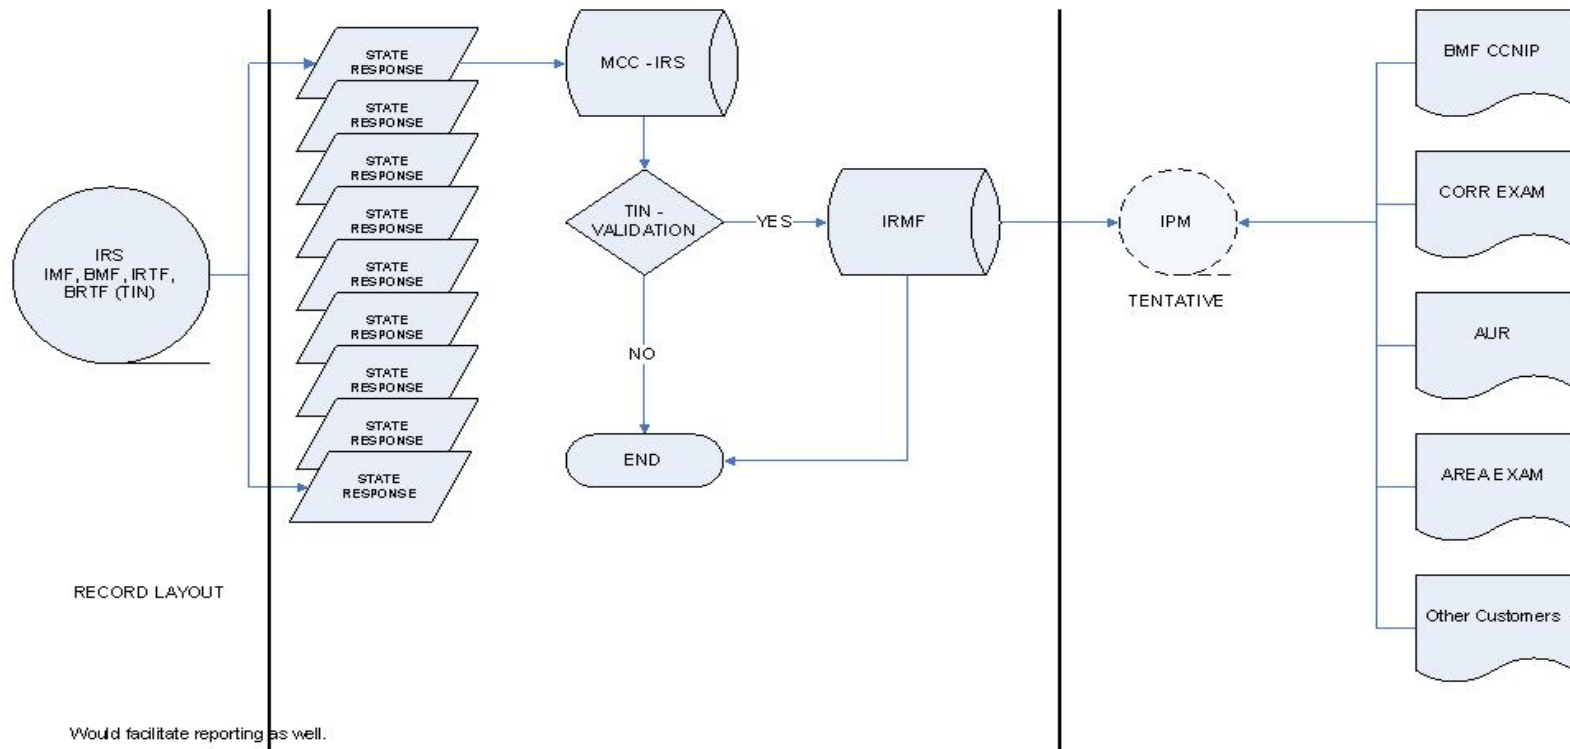 IRS
IMF, BMF, IRTF,
BRTF (TIN)
RECORD LAYOUT
Would facilitate reporting as well.
STATE
RESPONSE
STATE
RESPONSE
STATE
RESPONSE
STATE
RESPONSE
STATE
RESPONSE
STATE
RESPONSE
STATE
RESPONSE
STATE
RESPONSE
STATE
RESPONSE
MCC - IRS
TIN -
VALIDATION
YES
NO
END
IRMF
IPM
TENTATIVE
BMF CCNIP
CORR EXAM
AUR
AREA EXAM
Other Customers